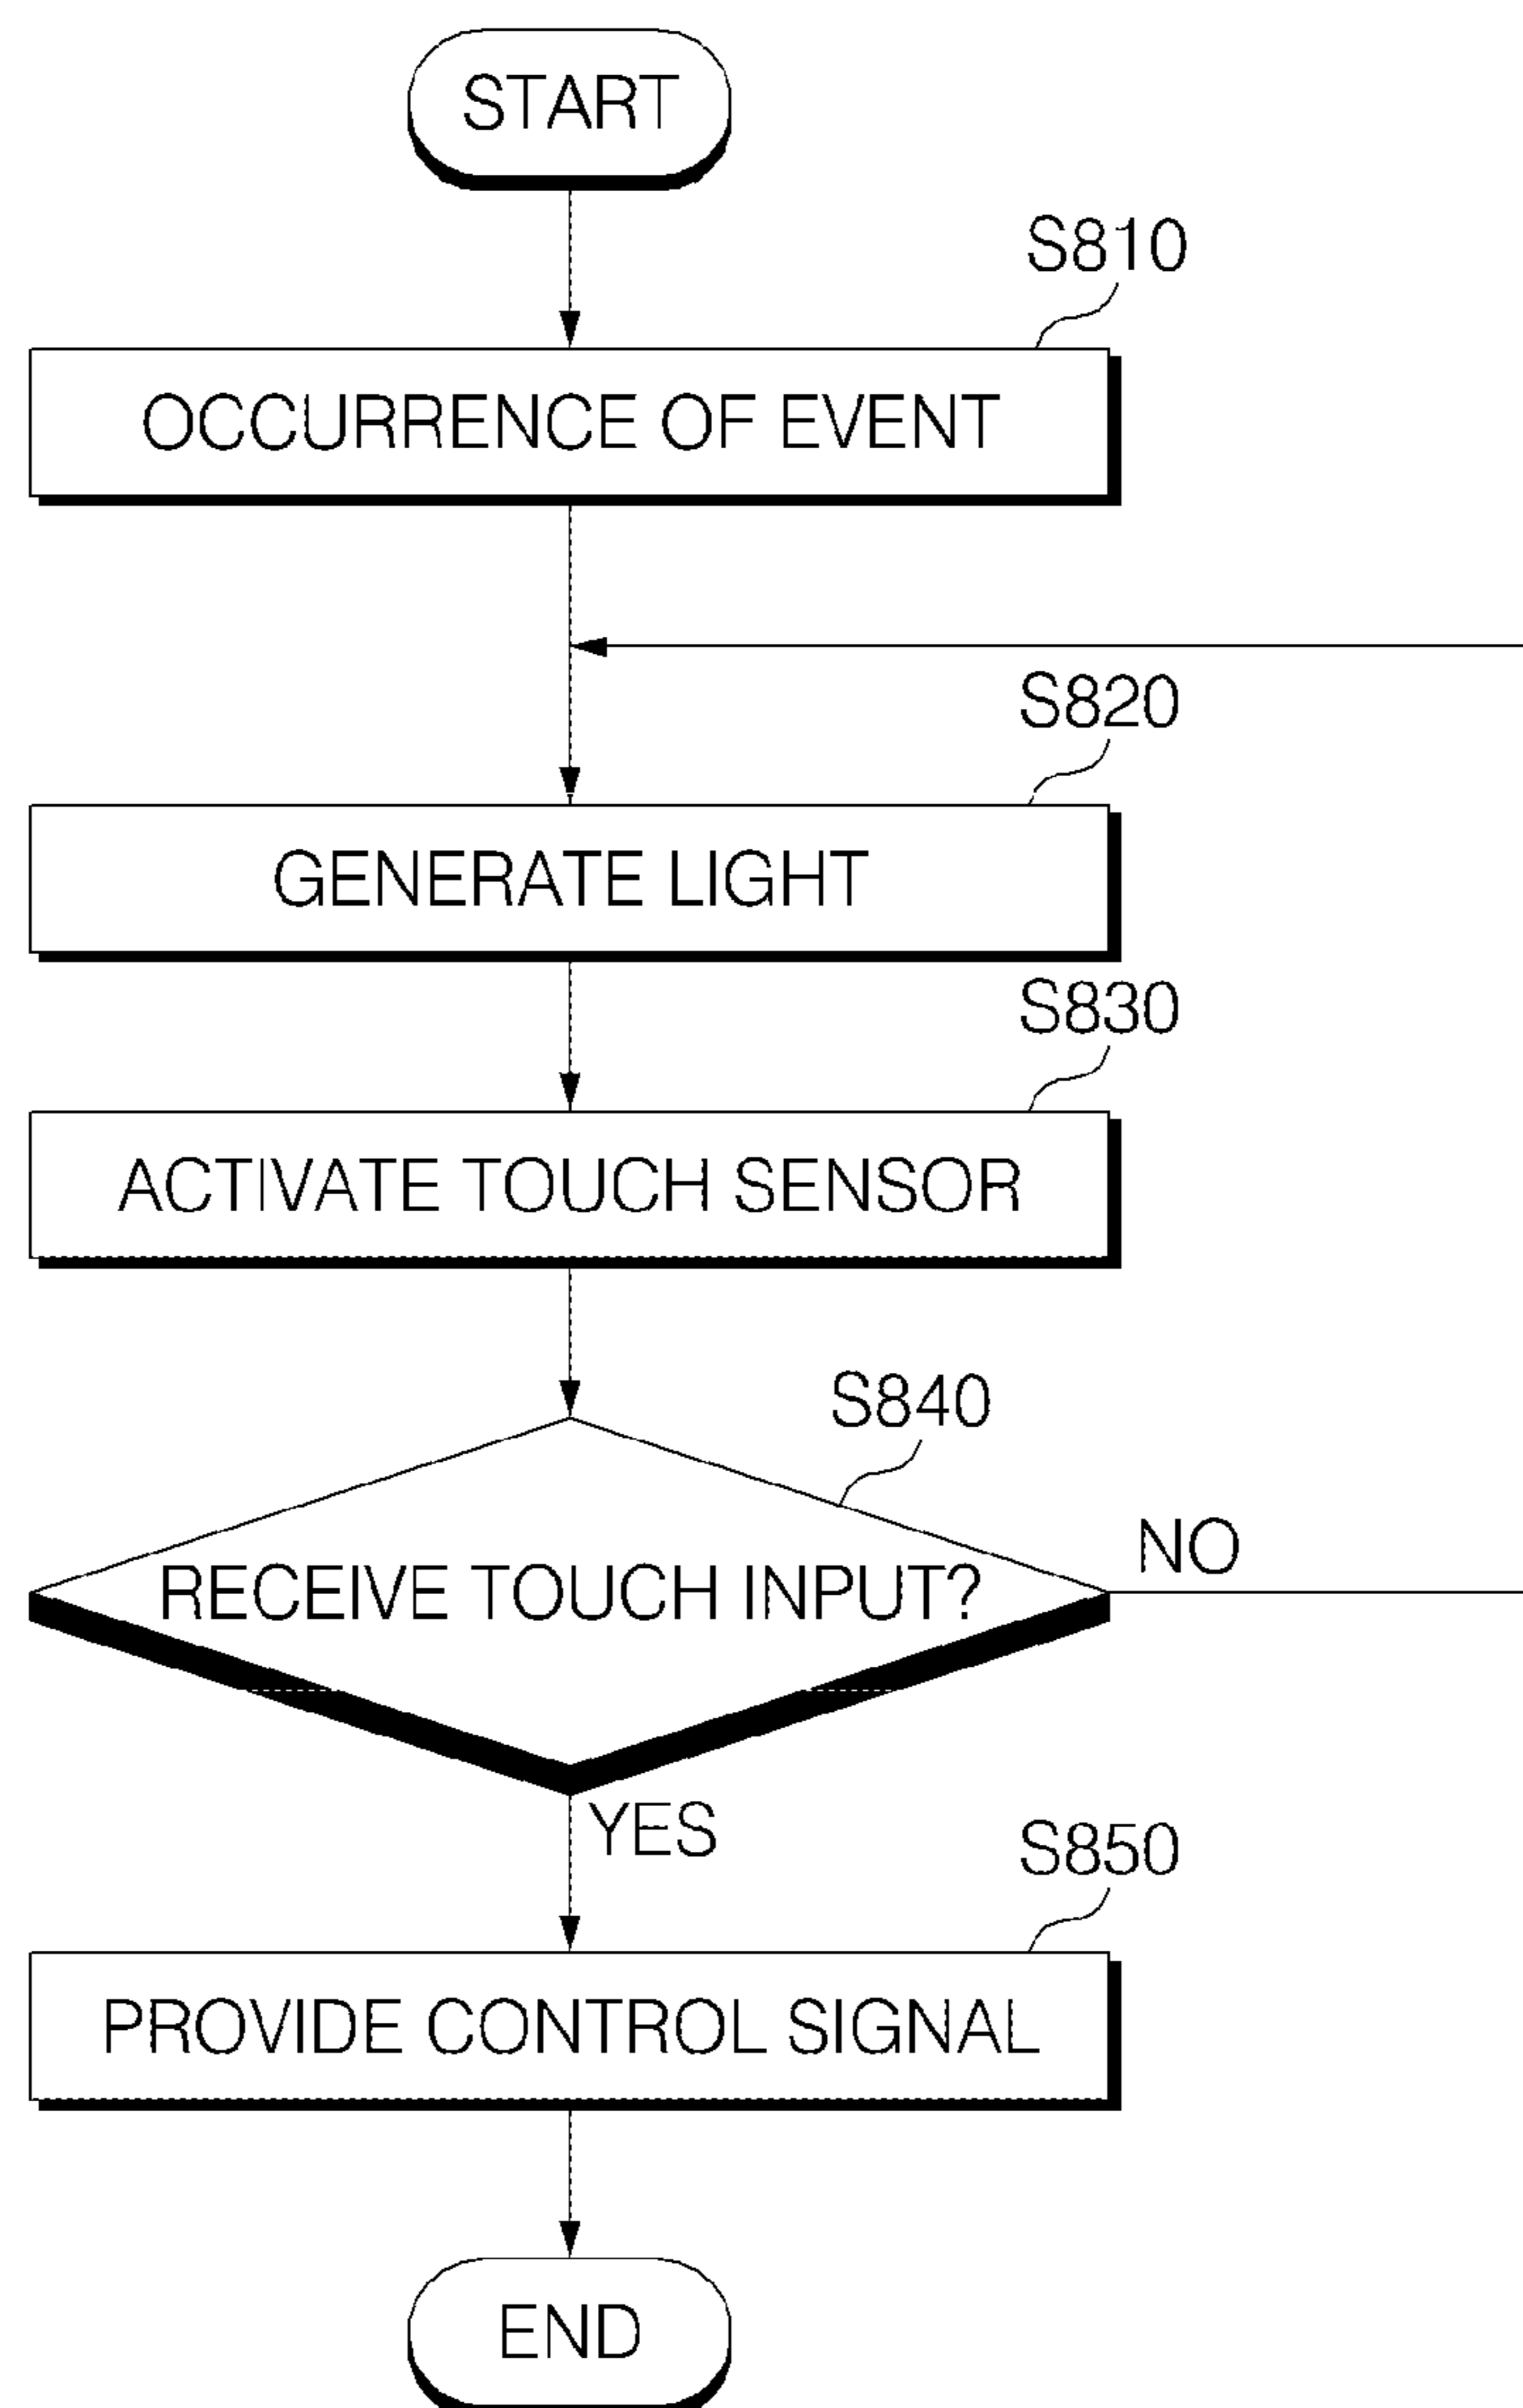 START
S810
OCCURRENCE OF EVENT
S820
GENERATE LIGHT
S830
ACTIVATE TOUCH SENSOR
S840
RECEIVE TOUCH INPUT?
NO
YES
S850
PROVIDE CONTROL SIGNAL
END